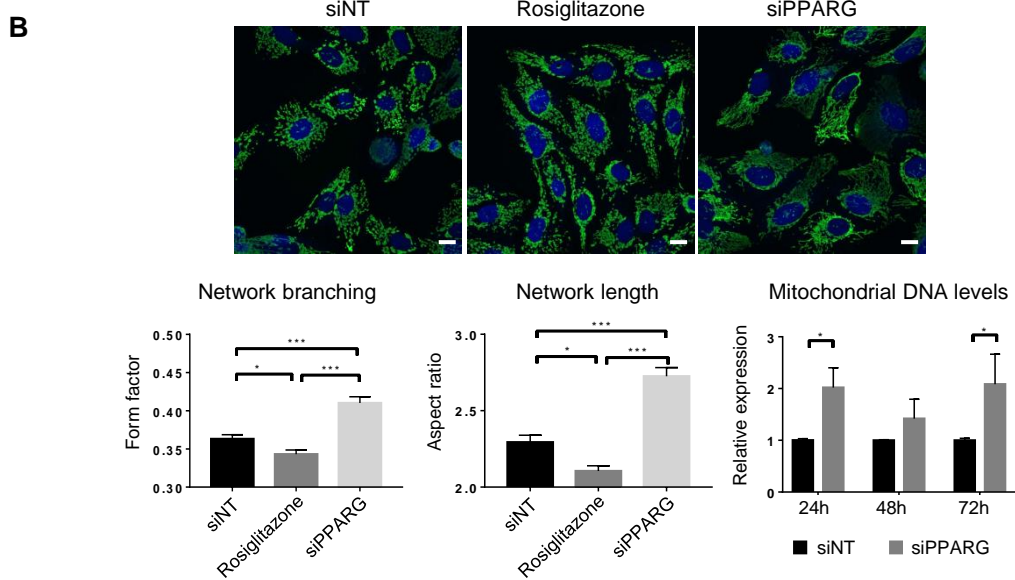 B
siNT Rosiglitazone siPPARG
Network branching
Form factor
0.50
0.45
0.40
0.35
0.30
***
*
***
siNT
Rosiglitazone
siPPARG
Network length
Aspect ratio
3.0
2.5
2.0
***
*
***
siNT
Rosiglitazone
siPPARG
Mitochondrial DNA levels
Relative expression
3
2
1
0
*
*
24h 48h 72h
siNT siPPARG